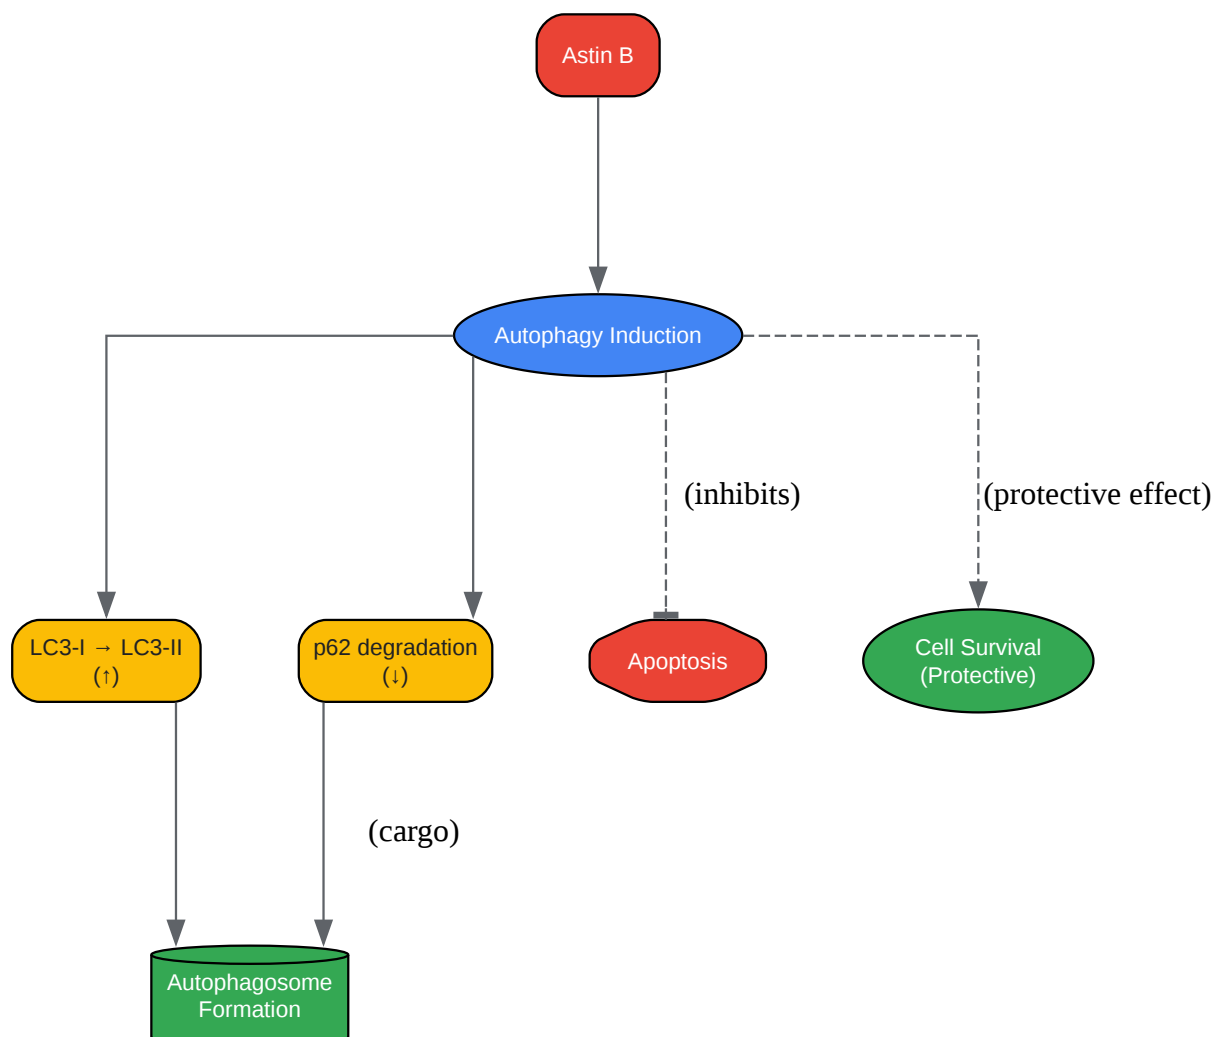 Astin B
Autophagy Induction
(inhibits)
(protective effect)
LC3-I → LC3-II
(↑)
p62 degradation
(↓)
Apoptosis
Cell Survival
(Protective)
(cargo)
Autophagosome
Formation